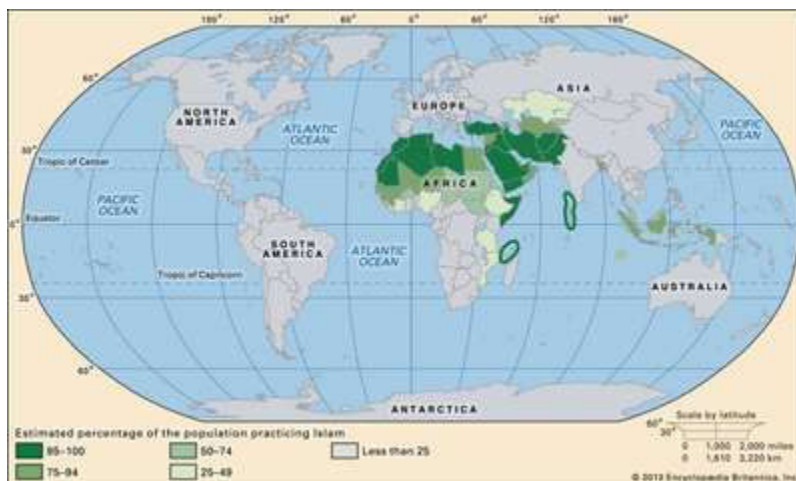 180° 120° 60° 0° 60° 120° 180°
60°
ASIA
NORTH
AMERICA
EUROPE
ATLANTIC
OCEAN
PACIFIC
OCEAN
30°
Tropic of Cancer
AFRICA
PACIFIC
OCEAN
0°
Equator
SOUTH
AMERICA
ATLANTIC
OCEAN
Tropic of Capricorn
AUSTRALIA
30°
60°
ANTARCTICA
Estimated percentage of the population practicing Islam
95–100
50–74
Less than 25
75–94
25–49
Scale by latitude
60°
30°
0 1,000 2,000 miles
0 1,610 3,220 km
© 2013 Encyclopædia Britannica, Inc.